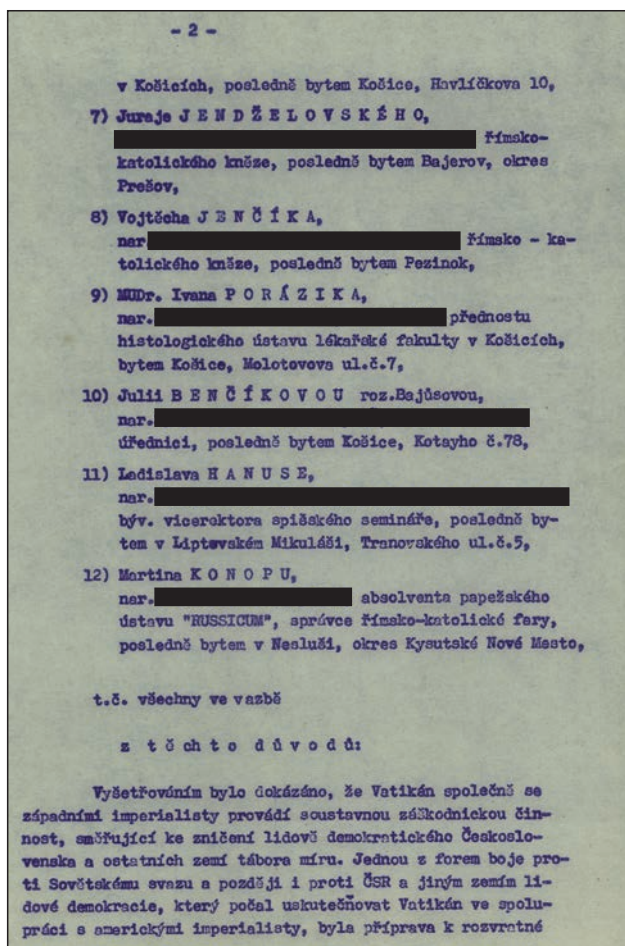 - 2 -
v Košicích, posledně bytem Košice, Havlíčkova 10,
7) Juraje J E N D Ž E L O V S K É H O,
římsko-
katolického kněze, posledně bytem Bajerov, okres
Prešov,
8) Vojtěcha J E N Č Í K A,
nar. římsko - ka-
tolického kněze, posledně bytem Pezinok,
9) MUDr. Ivana P O R Á Z I K A,
nar. přednostu
histologického ústavu lékařské fakulty v Košicích,
bytem Košice, Molotovova ul.č.7,
10) Julii B E N Č Í K O V O U roz.Bajúsovou,
nar.
úřednici, posledně bytem Košice, Kotayho č.78,
11) Ladislava H A N U S E,
nar.
býv. vicerektora spišského semináře, posledně by-
tem v Liptovském Mikuláši, Tranovského ul.č.5,
12) Martina K O N O P U,
nar. absolventa papežského
ústavu "RUSSICUM", správce římsko-katolické fary,
posledně bytem v Nesluši, okres Kysutské Nové Mesto,
t.č. všechny ve vazbě
z t ě ch t o d ů v o d ů:
Vyšetřováním bylo dokázáno, že Vatikán společně se
západními imperialisty provádí soustavnou záškodnickou čin-
nost, směřující ke zničení lidově demokratického Českoslo-
venska a ostatních zemí tábora míru. Jednou z forem boje pro-
ti Sovětskému svazu a později i proti ČSR a jiným zemím li-
dové demokracie, který počal uskutečňovat Vatikán ve spolu-
práci s americkými imperialisty, byla příprava k rozvratné